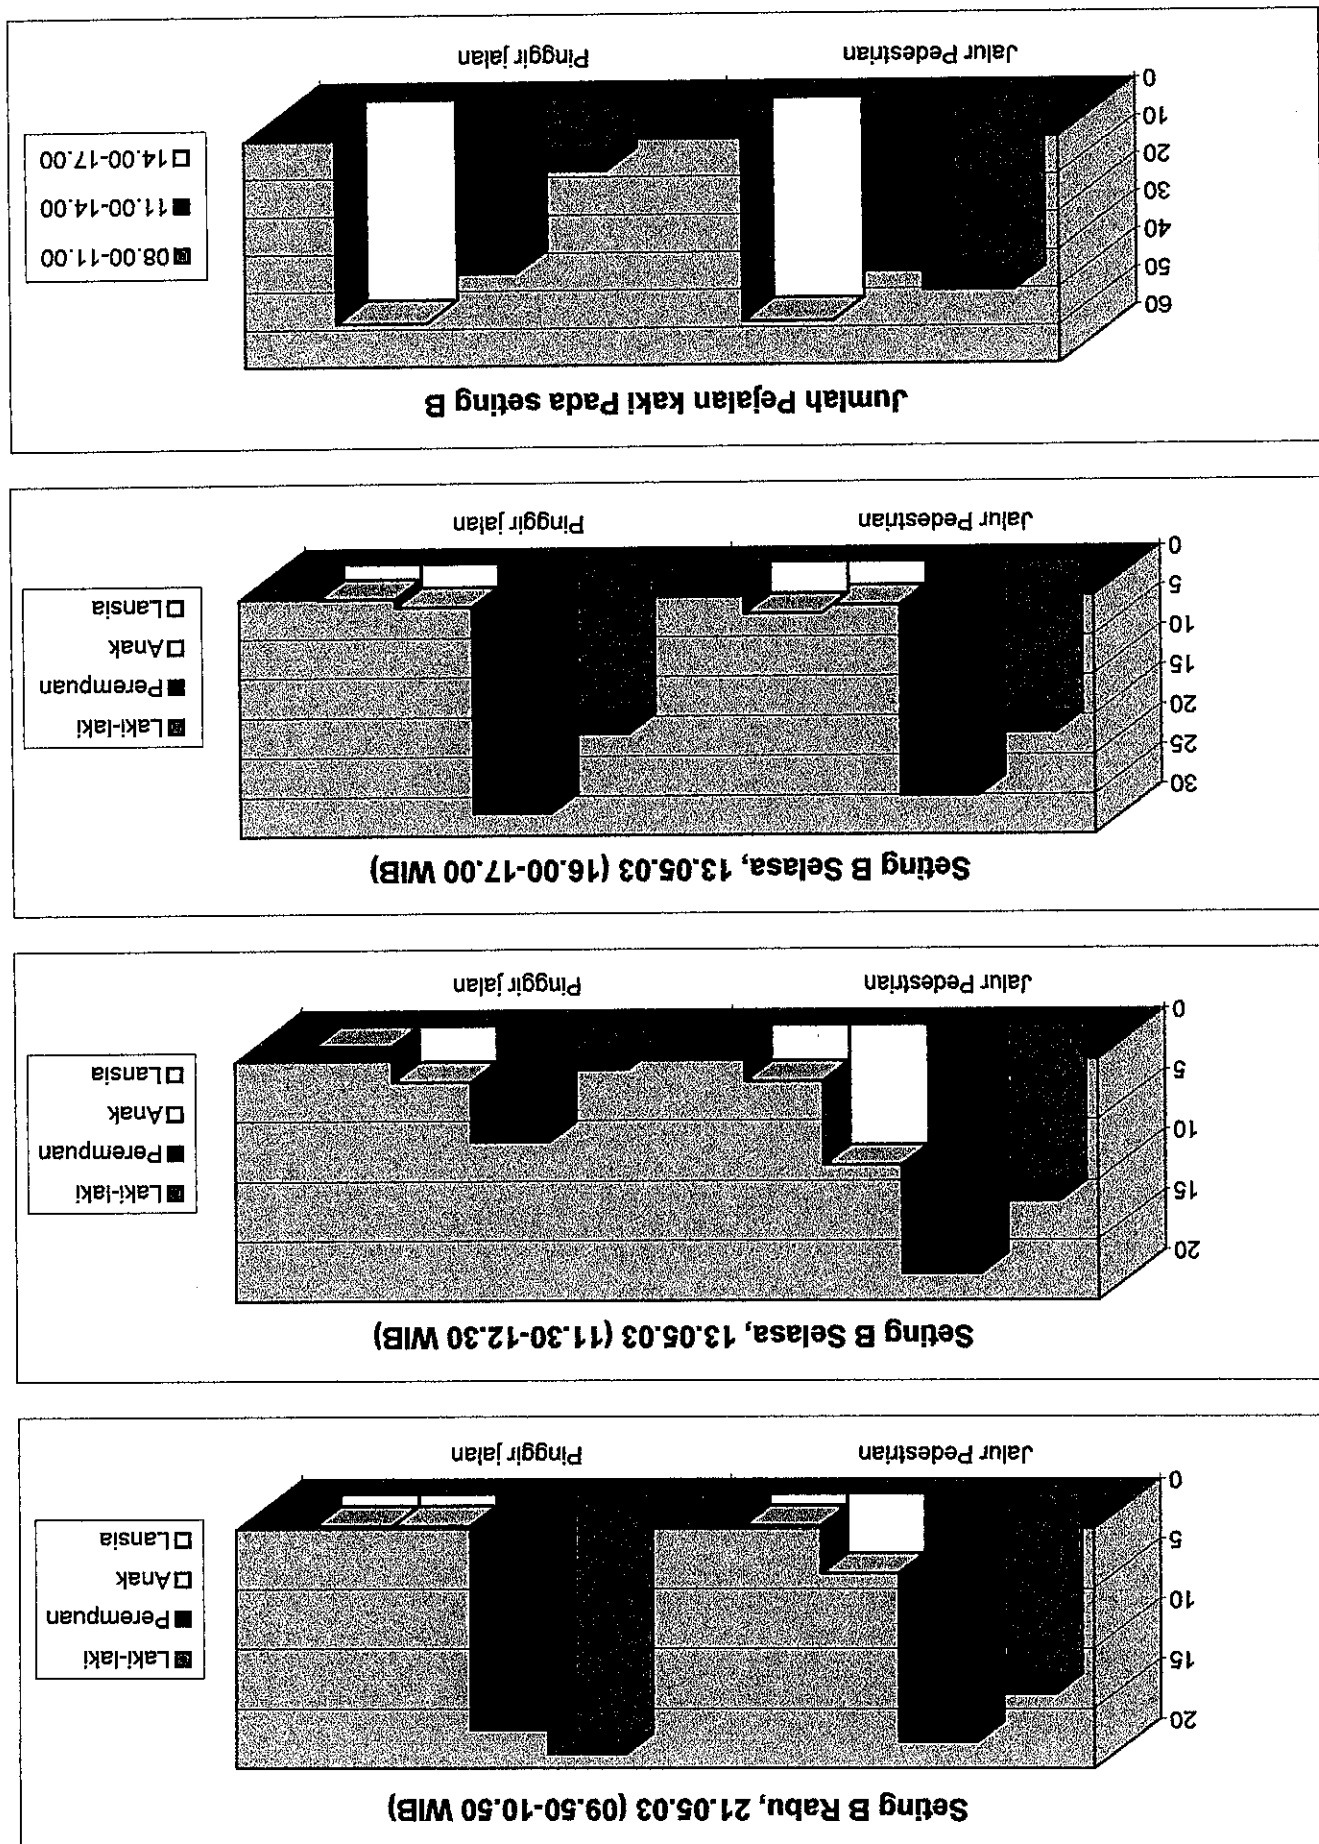 Seting B Rabu, 21.05.03 (09.50-10.50 WIB)
20
15
10
5
0
Jalur Pedestrian
Pinggir jalan
Laki-laki
Perempuan
Anak
Lansia
Seting B Selasa, 13.05.03 (11.30-12.30 WIB)
20
15
10
5
0
Jalur Pedestrian
Pinggir jalan
Laki-laki
Perempuan
Anak
Lansia
Seting B Selasa, 13.05.03 (16.00-17.00 WIB)
30
25
20
15
10
5
0
Jalur Pedestrian
Pinggir jalan
Laki-laki
Perempuan
Anak
Lansia
Jumlah Pejalan kaki Pada seting B
60
50
40
30
20
10
0
Jalur Pedestrian
Pinggir jalan
08.00-11.00
11.00-14.00
14.00-17.00